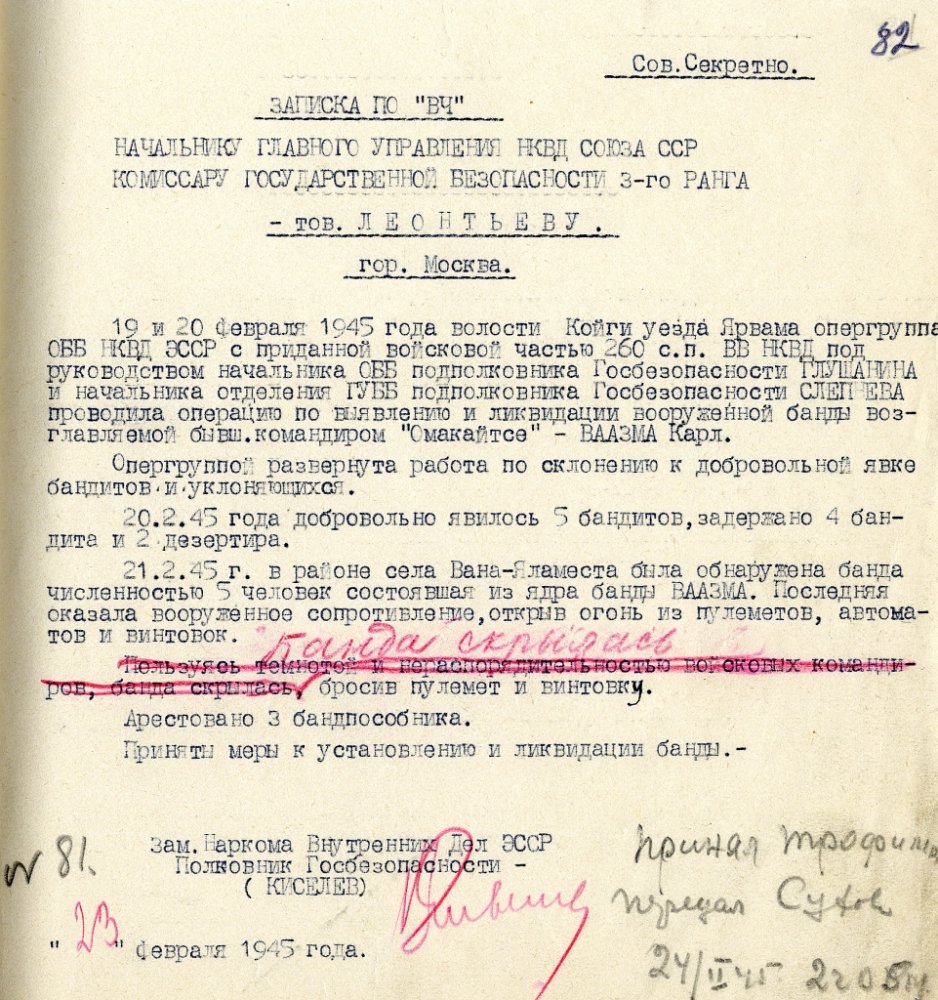 82
Сов.Секретно.
ЗАПИСКА ПО "ВЧ"
НАЧАЛЬНИКУ ГЛАВНОГО УПРАВЛЕНИЯ НКВД СОЮЗА ССР
КОМИССАРУ ГОСУДАРСТВЕННОЙ БЕЗОПАСНОСТИ 3-го РАНГА
- тов. Л Е О Н Т Ь Е В У .
гор. Москва.
19 и 20 февраля 1945 года волости Койги уезда Ярвама опергруппа
ОББ НКВД ЭССР с приданной войсковой частью 260 с.п. ВВ НКВД под
руководством начальника ОББ подполковника Госбезопасности ГЛУШАНИНА
и начальника отделения ГУББ подполковника Госбезопасности СЛЕПНЕВА
проводила операцию по выявлению и ликвидации вооруженной банды воз-
главляемой бывш.командиром "Омакайтсе" - ВААЗМА Карл.
Опергруппой развернута работа по склонению к добровольной явке
бандитов и уклоняющихся.
20.2.45 года добровольно явилось 5 бандитов,задержано 4 бан-
дита и 2 дезертира.
21.2.45 г. в районе села Вана-Яламеста была обнаружена банда
численностью 5 человек состоявшая из ядра банды ВААЗМА. Последняя
оказала вооруженное сопротивление,открыв огонь из пулеметов, автома-
тов и винтовок.
Банда скрылась
Пользуясь темнотой и нераспорядительностью войсковых команди-
ров, банда скрылась, бросив пулемет и винтовку.
Арестовано 3 бандпособника.
Приняты меры к установлению и ликвидации банды.-
№ 81.
Зам.Наркома Внутренних Дел ЭССР
Полковник Госбезопасности -
( КИСЕЛЕВ)
"23" февраля 1945 года.
принял
передал Сухов
24/II 45